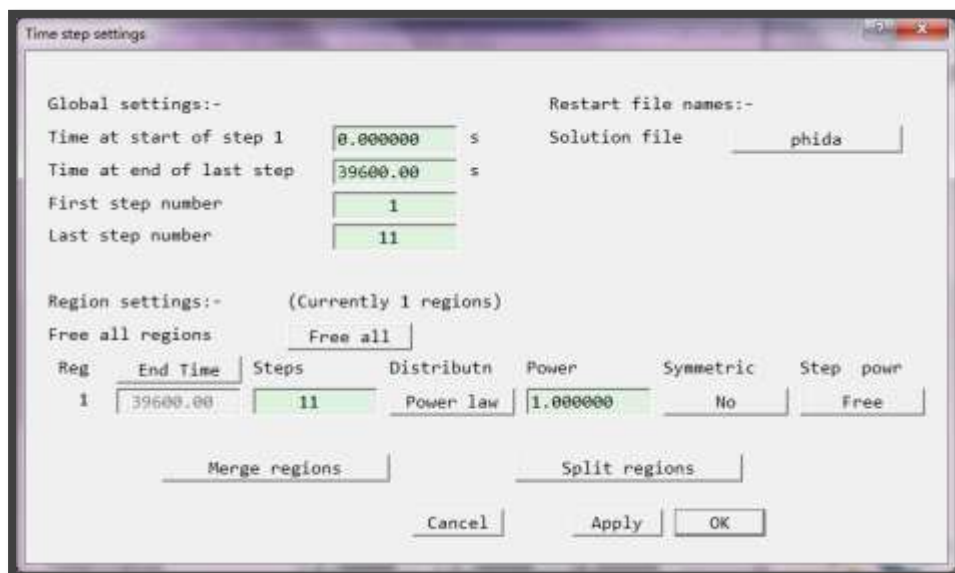 Time step settings
? X
Global settings:- Restart file names:-
Time at start of step 1 0.000000 s Solution file phida
Time at end of last step 39600.00 s
First step number 1
Last step number 11
Region settings:- (Currently 1 regions)
Free all regions Free all
Reg End Time Steps Distributn Power Symmetric Step powr
1 39600.00 11 Power law 1.000000 No Free
Merge regions Split regions
Cancel Apply OK